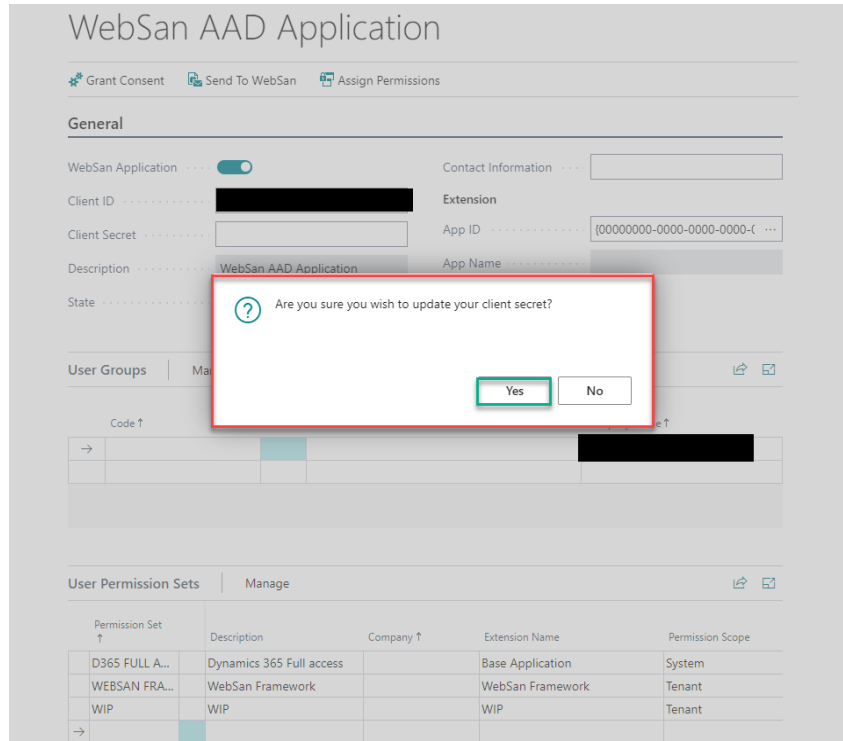 WebSan AAD Application
Grant Consent Send To WebSan Assign Permissions
General
WebSan Application Contact Information
Client ID Extension
Client Secret App ID {00000000-0000-0000-0000-( ...
Description WebSan AAD Application App Name
State
Are you sure you wish to update your client secret?
Yes No
User Groups
Code ↑
User Permission Sets Manage
Permission Set ↑ Description Company ↑ Extension Name Permission Scope
D365 FULL A... Dynamics 365 Full access Base Application System
WEBSAN FRA... WebSan Framework WebSan Framework Tenant
WIP WIP WIP Tenant